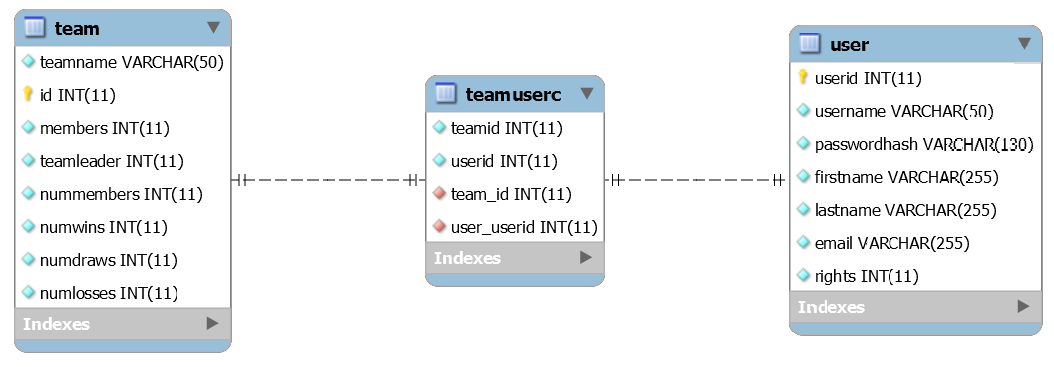 team
teamname VARCHAR(50)
id INT(11)
members INT(11)
teamleader INT(11)
nummembers INT(11)
numwins INT(11)
numdraws INT(11)
numlosses INT(11)
Indexes
teamuserc
teamid INT(11)
userid INT(11)
team_id INT(11)
user_userid INT(11)
Indexes
user
userid INT(11)
username VARCHAR(50)
passwordhash VARCHAR(130)
firstname VARCHAR(255)
lastname VARCHAR(255)
email VARCHAR(255)
rights INT(11)
Indexes